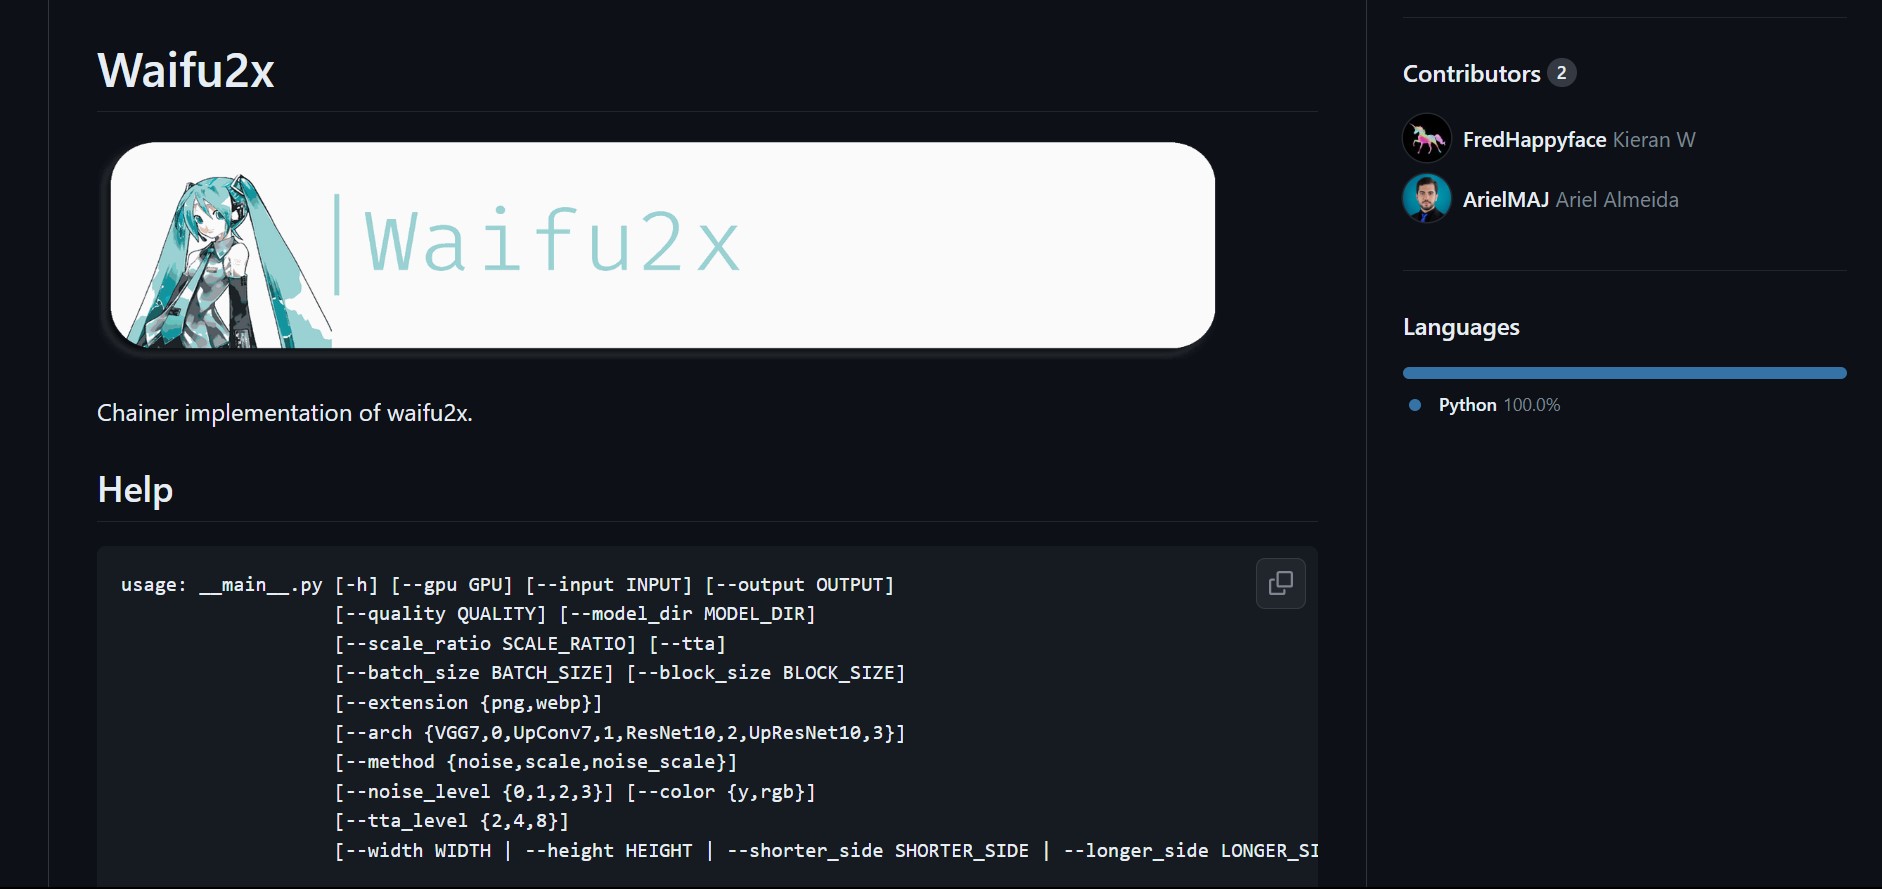 Waifu2x
|Waifu2x
Chainer implementation of waifu2x.
Help
usage: __main__.py [-h] [--gpu GPU] [--input INPUT] [--output OUTPUT]
[--quality QUALITY] [--model_dir MODEL_DIR]
[--scale_ratio SCALE_RATIO] [--tta]
[--batch_size BATCH_SIZE] [--block_size BLOCK_SIZE]
[--extension {png,webp}]
[--arch {VGG7,0,UpConv7,1,ResNet10,2,UpResNet10,3}]
[--method {noise,scale,noise_scale}]
[--noise_level {0,1,2,3}] [--color {y,rgb}]
[--tta_level {2,4,8}]
[--width WIDTH | --height HEIGHT | --shorter_side SHORTER_SIDE | --longer_side LONGER_SI
Contributors 2
FredHappyface Kieran W
ArielMAJ Ariel Almeida
Languages
Python 100.0%